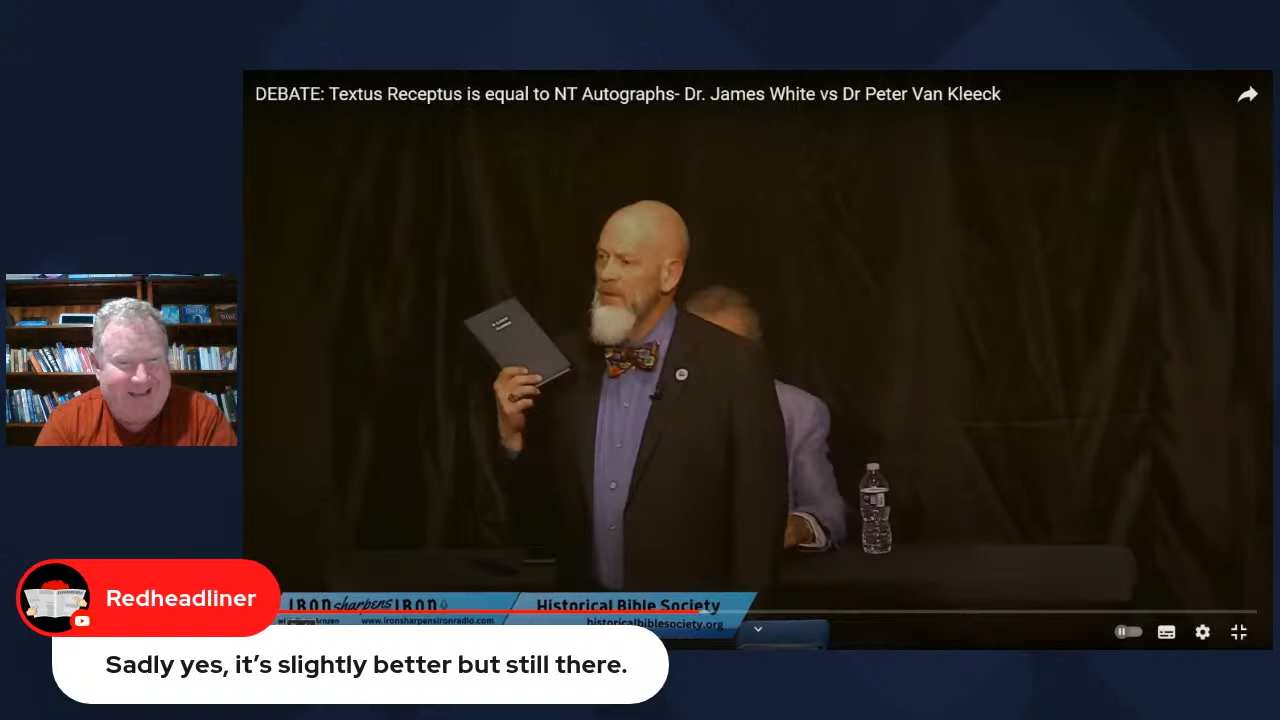 DEBATE: Textus Receptus is equal to NT Autographs- Dr. James White vs Dr Peter Van Kleeck
IRON sharpens IRON
www.ironsharpensironradio.com
Historical Bible Society
historicalbiblesociety.org
Redheadliner
Sadly yes, it’s slightly better but still there.